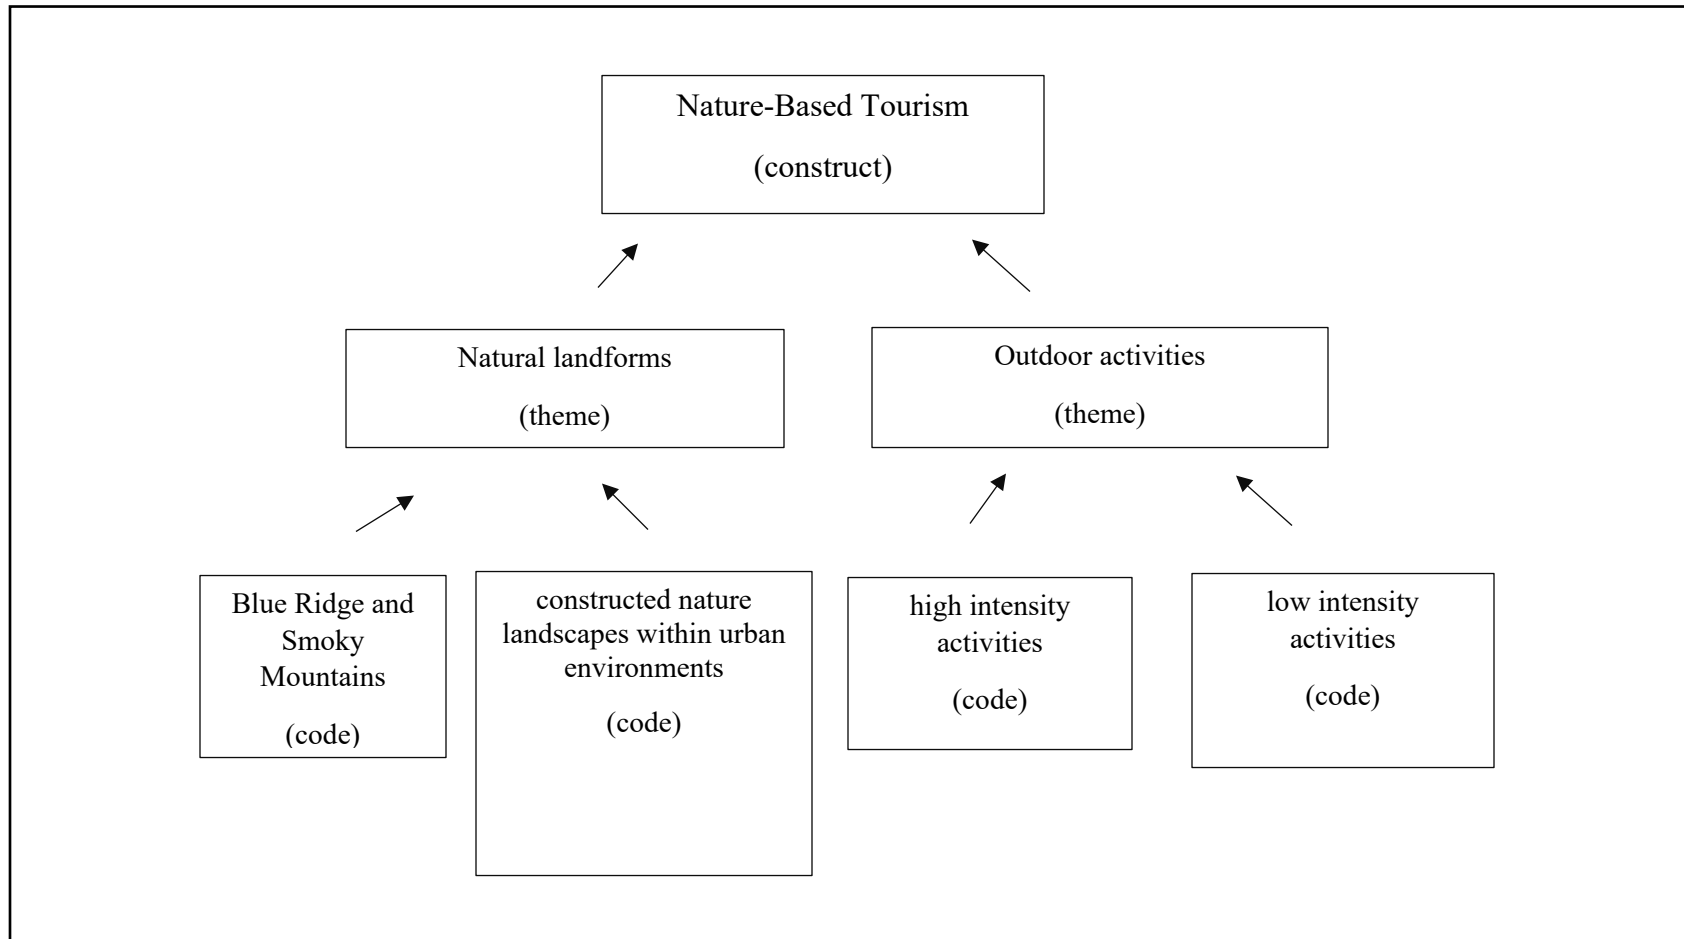 Nature-Based Tourism
(construct)
Natural landforms
(theme)
Outdoor activities
(theme)
Blue Ridge and
Smoky
Mountains
(code)
constructed nature
landscapes within urban
environments
(code)
high intensity
activities
(code)
low intensity
activities
(code)